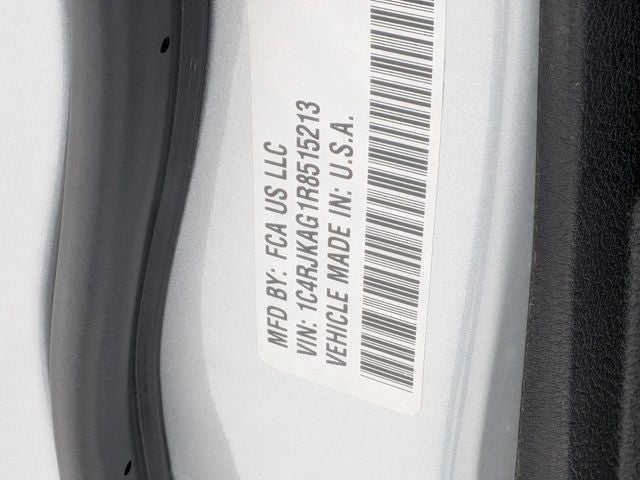 MFD BY: FCA US LLC
VIN: 1C4RJKAG1R8515213
VEHICLE MADE IN: U.S.A.